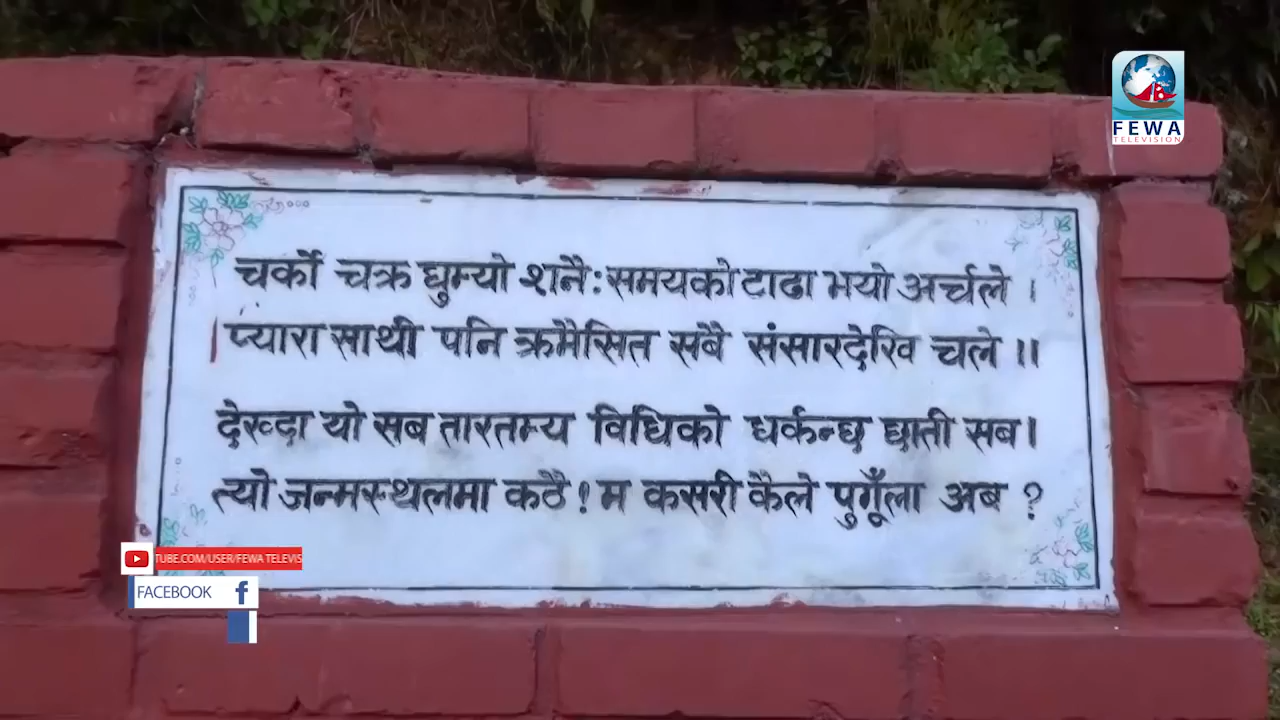 चर्को चक्र घुम्यो शनैः समयको टाढा भयो अर्चले ।
प्यारा साथी पनि क्रमैसित सबै संसारदेखि चले ॥
देख्दा यो सब तारतम्य विधिको धर्कन्छ छाती सब।
त्यो जन्मस्थलमा कठै ! म कसरी कैले पुगूँला अब ?
FEWA
TELEVISION
TUBE.COM/USER/FEWA TELEVIS
FACEBOOK